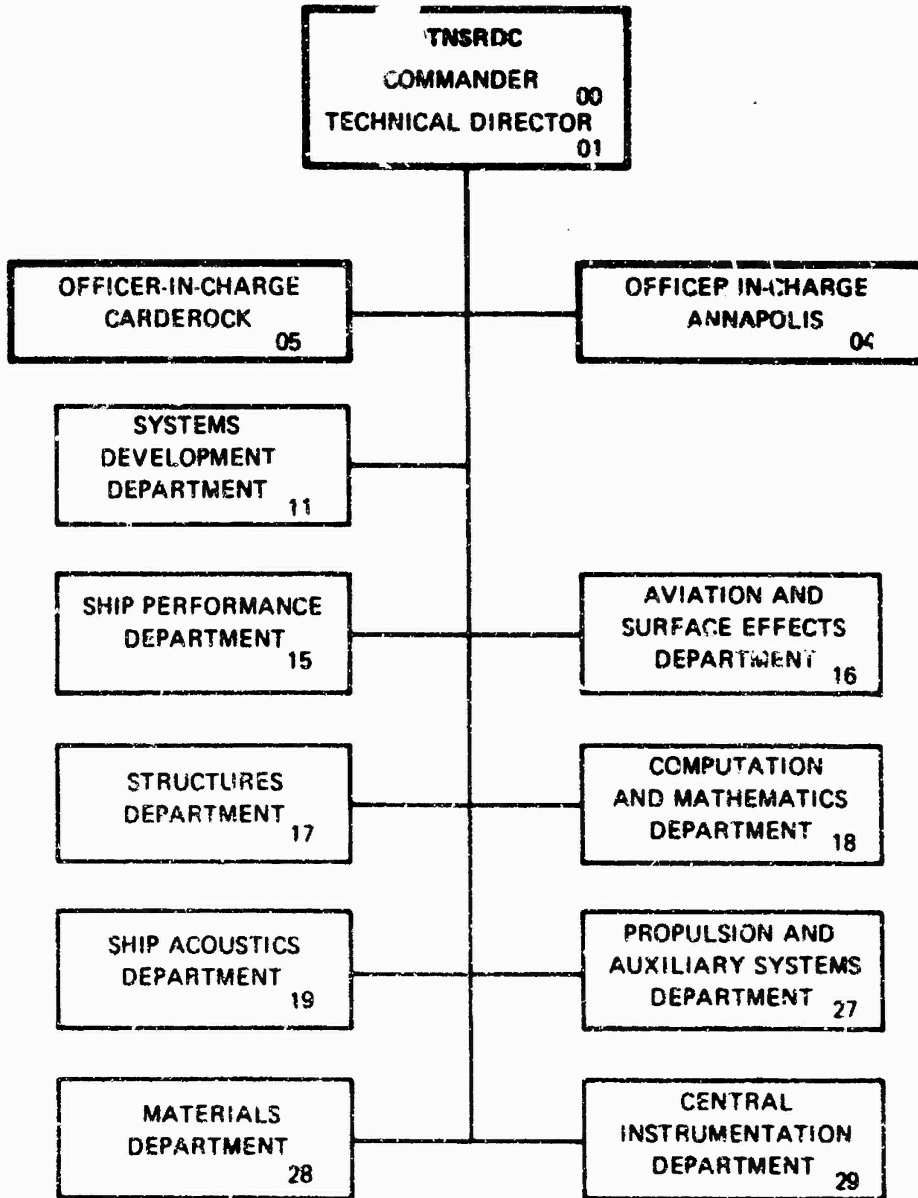 TNSRDC
COMMANDER
00
TECHNICAL DIRECTOR
01
OFFICER-IN-CHARGE
CARDEROCK
05
OFFICEP IN-CHARGE
ANNAPOLIS
04
SYSTEMS
DEVELOPMENT
DEPARTMENT
11
SHIP PERFORMANCE
DEPARTMENT
15
AVIATION AND
SURFACE EFFECTS
DEPARTMENT
16
STRUCTURES
DEPARTMENT
17
COMPUTATION
AND MATHEMATICS
DEPARTMENT
18
SHIP ACOUSTICS
DEPARTMENT
19
PROPULSION AND
AUXILIARY SYSTEMS
DEPARTMENT
27
MATERIALS
DEPARTMENT
28
CENTRAL
INSTRUMENTATION
DEPARTMENT
29